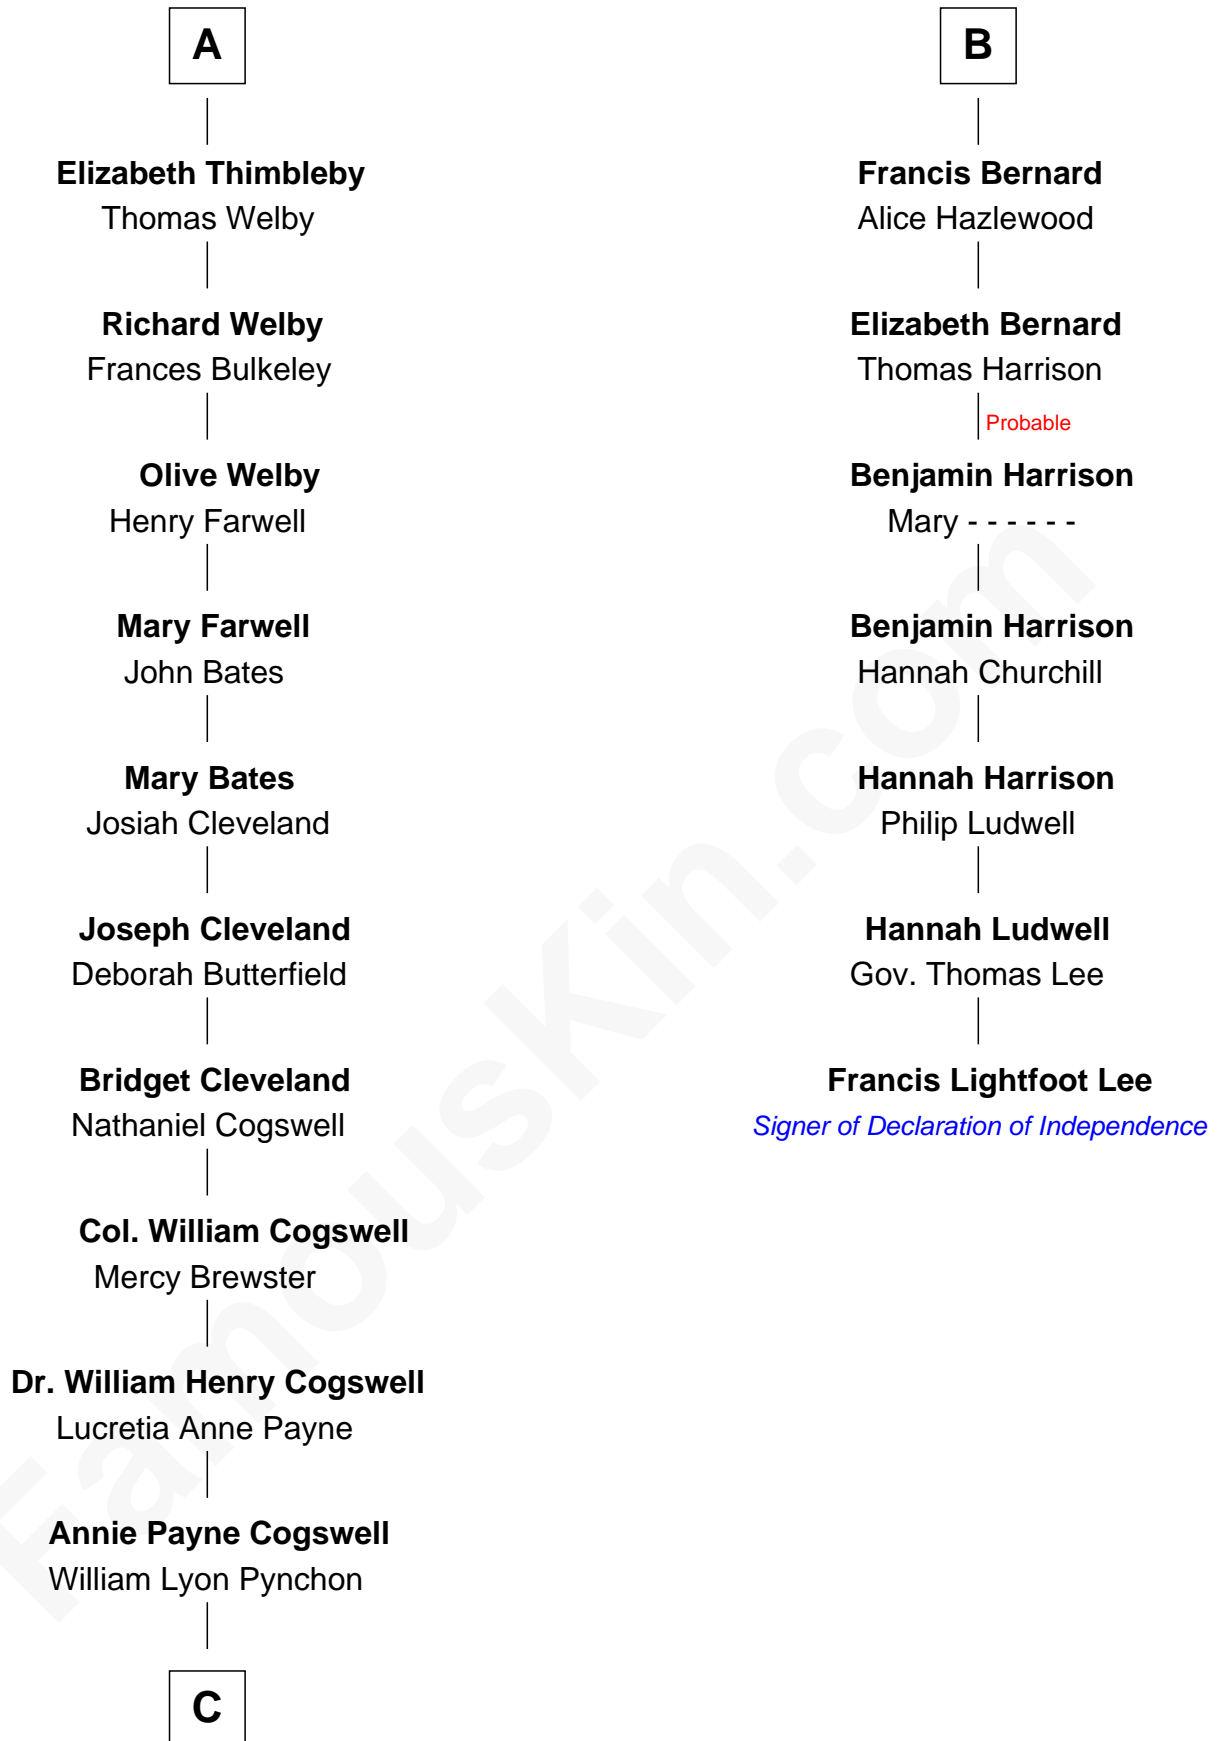 A
Elizabeth Thimbleby
Thomas Welby
Richard Welby
Frances Bulkeley
Olive Welby
Henry Farwell
Mary Farwell
John Bates
Mary Bates
Josiah Cleveland
Joseph Cleveland
Deborah Butterfield
Bridget Cleveland
Nathaniel Cogswell
Col. William Cogswell
Mercy Brewster
Dr. William Henry Cogswell
Lucretia Anne Payne
Annie Payne Cogswell
William Lyon Pynchon
C
B
Francis Bernard
Alice Hazlewood
Elizabeth Bernard
Thomas Harrison
Probable
Benjamin Harrison
Mary - - - - - -
Benjamin Harrison
Hannah Churchill
Hannah Harrison
Philip Ludwell
Hannah Ludwell
Gov. Thomas Lee
Francis Lightfoot Lee
Signer of Declaration of Independence
FamousKin.com